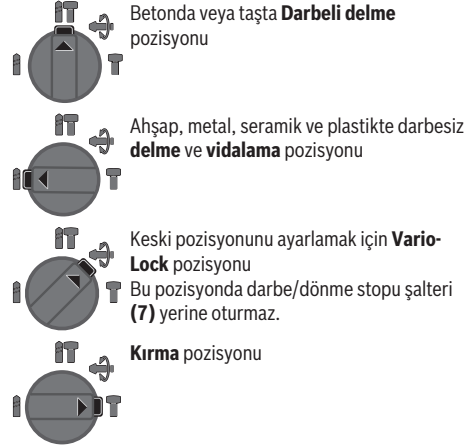 Betonda veya taşta Darbeli delme
pozisyonu
Ahşap, metal, seramik ve plastikte darbesiz
delme ve vidalama pozisyonu
Keski pozisyonunu ayarlamak için Vario-
Lock pozisyonu
Bu pozisyonda darbe/dönme stopu şalteri
(7) yerine oturmaz.
Kırma pozisyonu